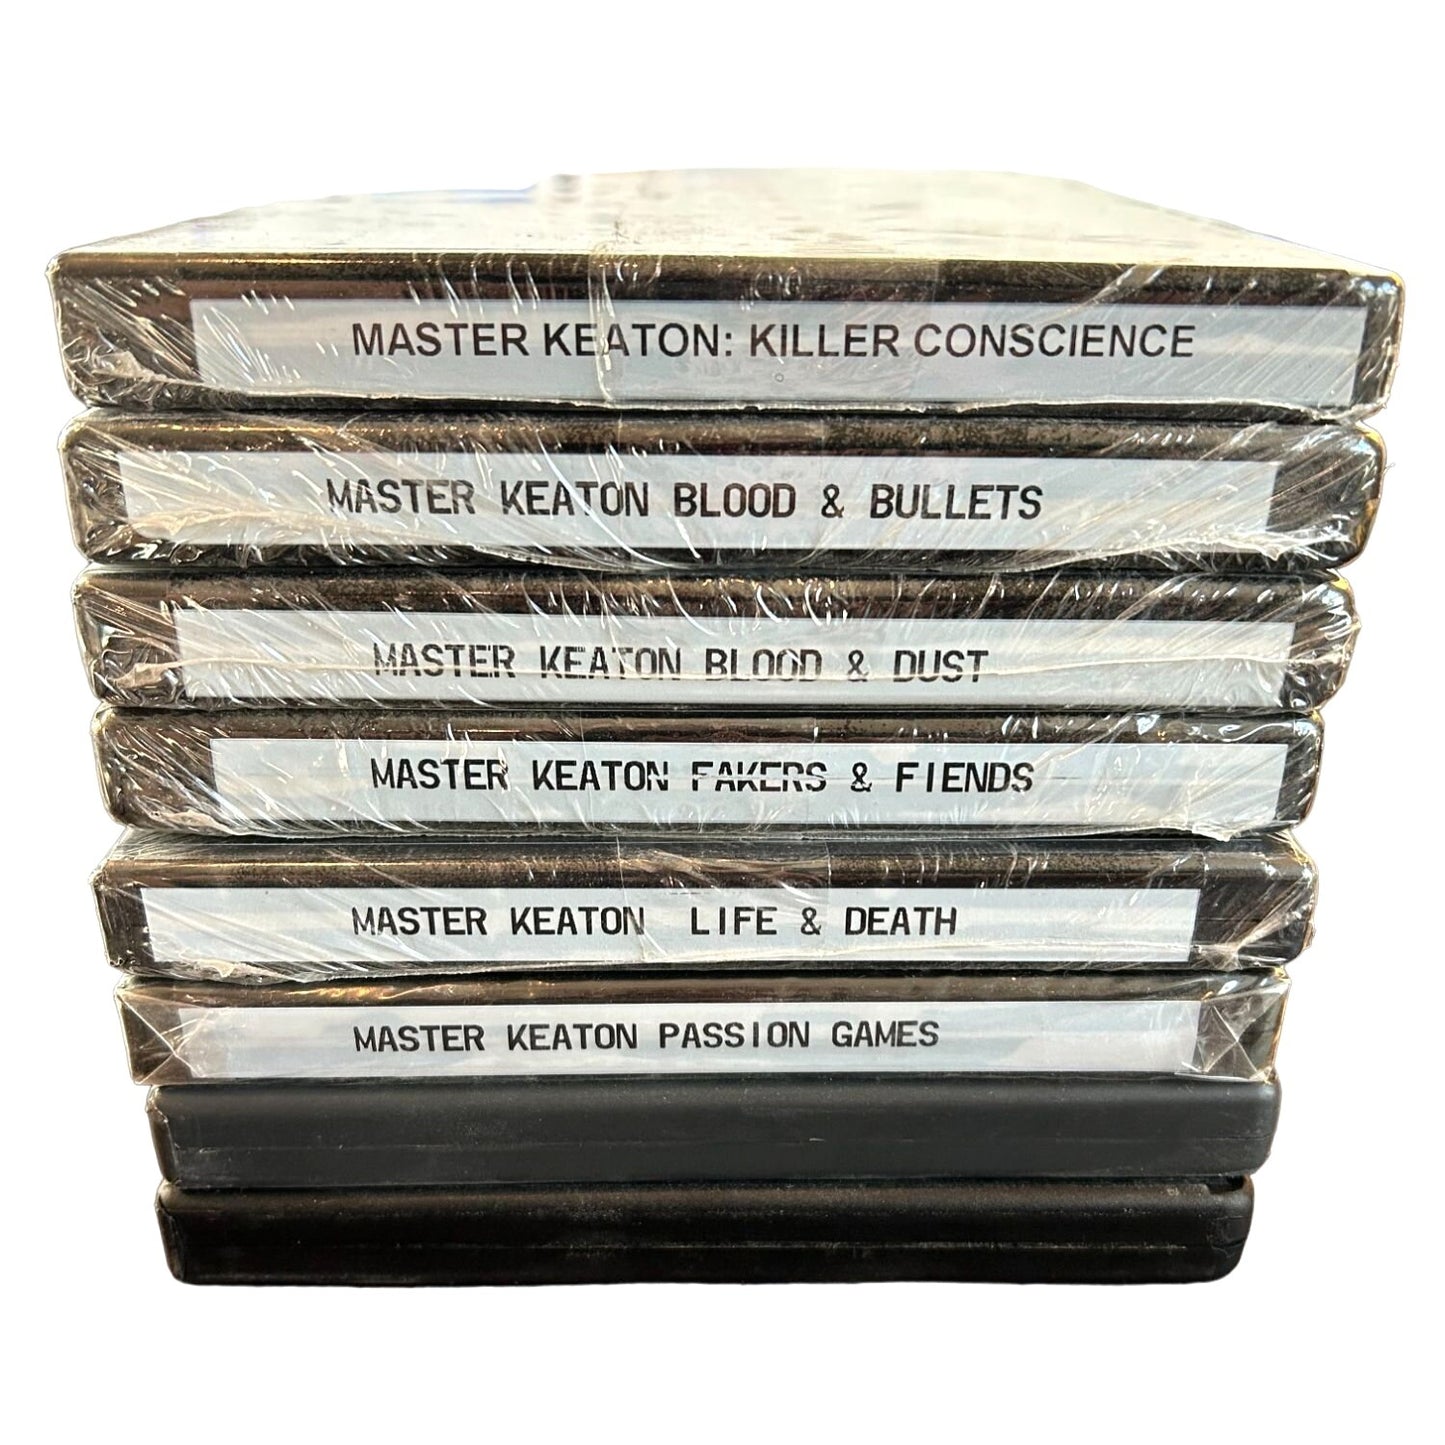 MASTER KEATON: KILLER CONSCIENCE
MASTER KEATON BLOOD & BULLETS
MASTER KEATON BLOOD & DUST
MASTER KEATON FAKERS & FIENDS
MASTER KEATON LIFE & DEATH
MASTER KEATON PASSION GAMES